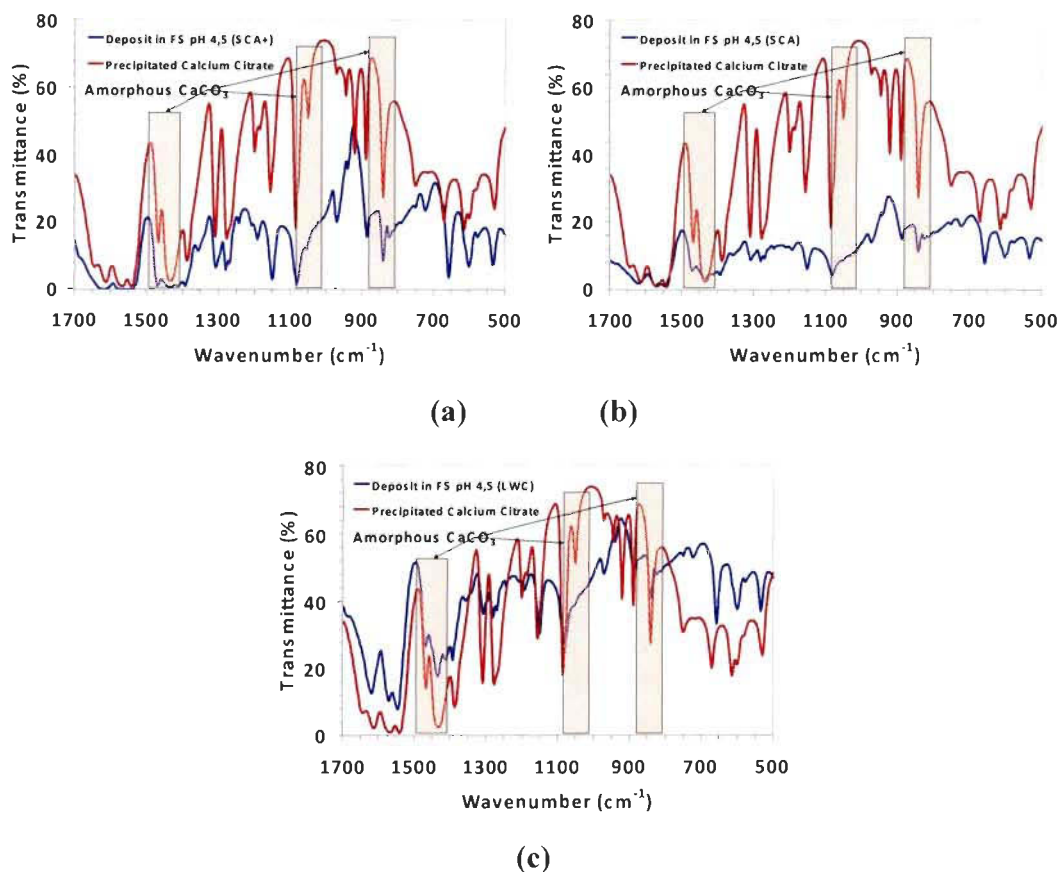 80
60
40
20
0
Transmittance (%)
Deposit in FS pH 4,5 (SCA+)
Precipitated Calcium Citrate
Amorphous CaCO3
1700 1500 1300 1100 900 700 500
Wavenumber (cm-1)
(a)
80
60
40
20
0
Transmittance (%)
Deposit in FS pH 4,5 (SCA)
Precipitated Calcium Citrate
Amorphous CaCO3
1700 1500 1300 1100 900 700 500
Wavenumber (cm-1)
(b)
80
60
40
20
0
Transmittance (%)
Deposit in FS pH 4,5 (LWC)
Precipitated Calcium Citrate
Amorphous CaCO3
1700 1500 1300 1100 900 700 500
Wavenumber (cm-1)
(c)